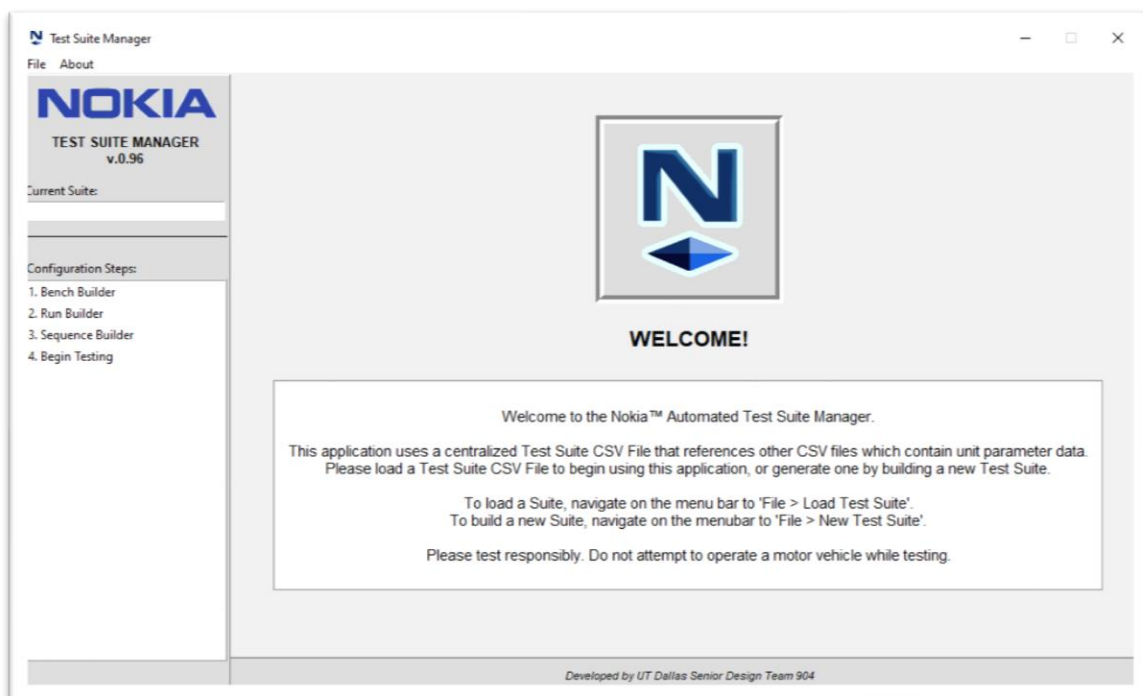 Test Suite Manager
File About
NOKIA
TEST SUITE MANAGER
v.0.96
Current Suite:
Configuration Steps:
1. Bench Builder
2. Run Builder
3. Sequence Builder
4. Begin Testing
N
WELCOME!
Welcome to the Nokia™ Automated Test Suite Manager.
This application uses a centralized Test Suite CSV File that references other CSV files which contain unit parameter data.
Please load a Test Suite CSV File to begin using this application, or generate one by building a new Test Suite.
To load a Suite, navigate on the menu bar to 'File > Load Test Suite'.
To build a new Suite, navigate on the menubar to 'File > New Test Suite'.
Please test responsibly. Do not attempt to operate a motor vehicle while testing.
Developed by UT Dallas Senior Design Team 904